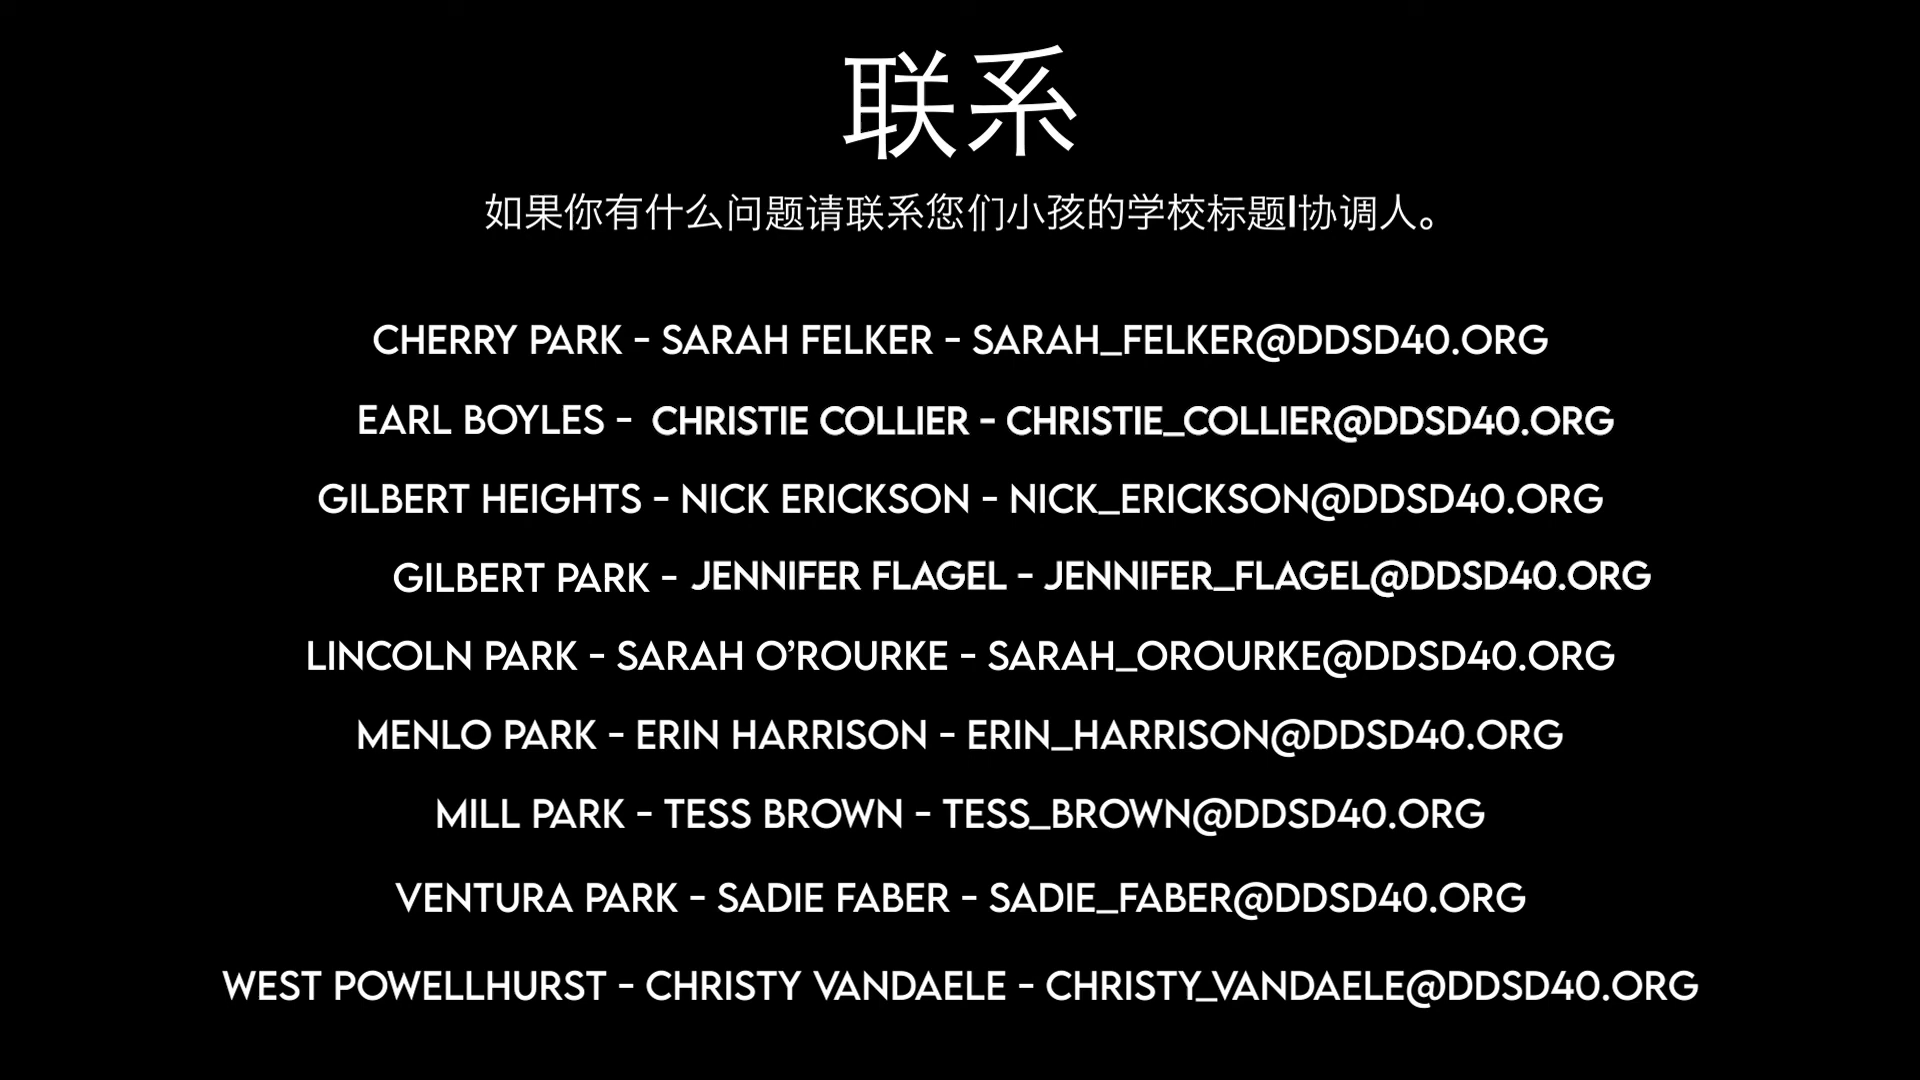 联系
如果你有什么问题请联系您们小孩的学校标题I协调人。
CHERRY PARK - SARAH FELKER - SARAH_FELKER@DDSD40.ORG
EARL BOYLES - CHRISTIE COLLIER - CHRISTIE_COLLIER@DDSD40.ORG
GILBERT HEIGHTS - NICK ERICKSON - NICK_ERICKSON@DDSD40.ORG
GILBERT PARK - JENNIFER FLAGEL - JENNIFER_FLAGEL@DDSD40.ORG
LINCOLN PARK - SARAH O’ROURKE - SARAH_OROURKE@DDSD40.ORG
MENLO PARK - ERIN HARRISON - ERIN_HARRISON@DDSD40.ORG
MILL PARK - TESS BROWN - TESS_BROWN@DDSD40.ORG
VENTURA PARK - SADIE FABER - SADIE_FABER@DDSD40.ORG
WEST POWELLHURST - CHRISTY VANDAELE - CHRISTY_VANDAELE@DDSD40.ORG